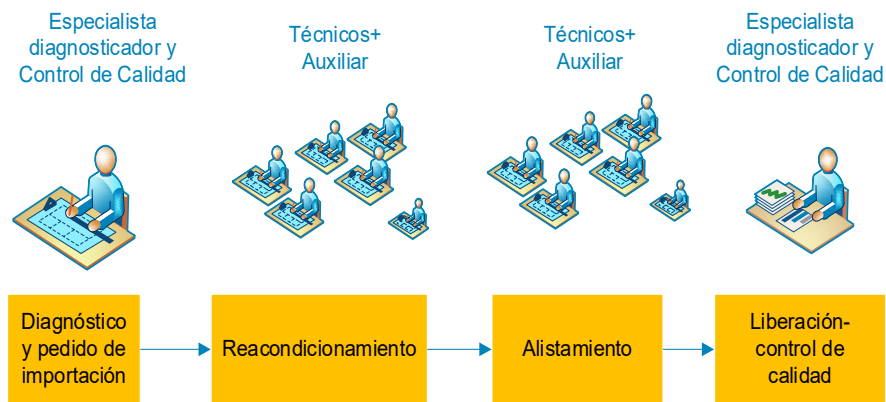 Especialista
diagnosticador y
Control de Calidad
Técnicos+
Auxiliar
Técnicos+
Auxiliar
Especialista
diagnosticador y
Control de Calidad
Diagnóstico
y pedido de
importación
Reacondicionamiento
Alistamiento
Liberación-
control de
calidad